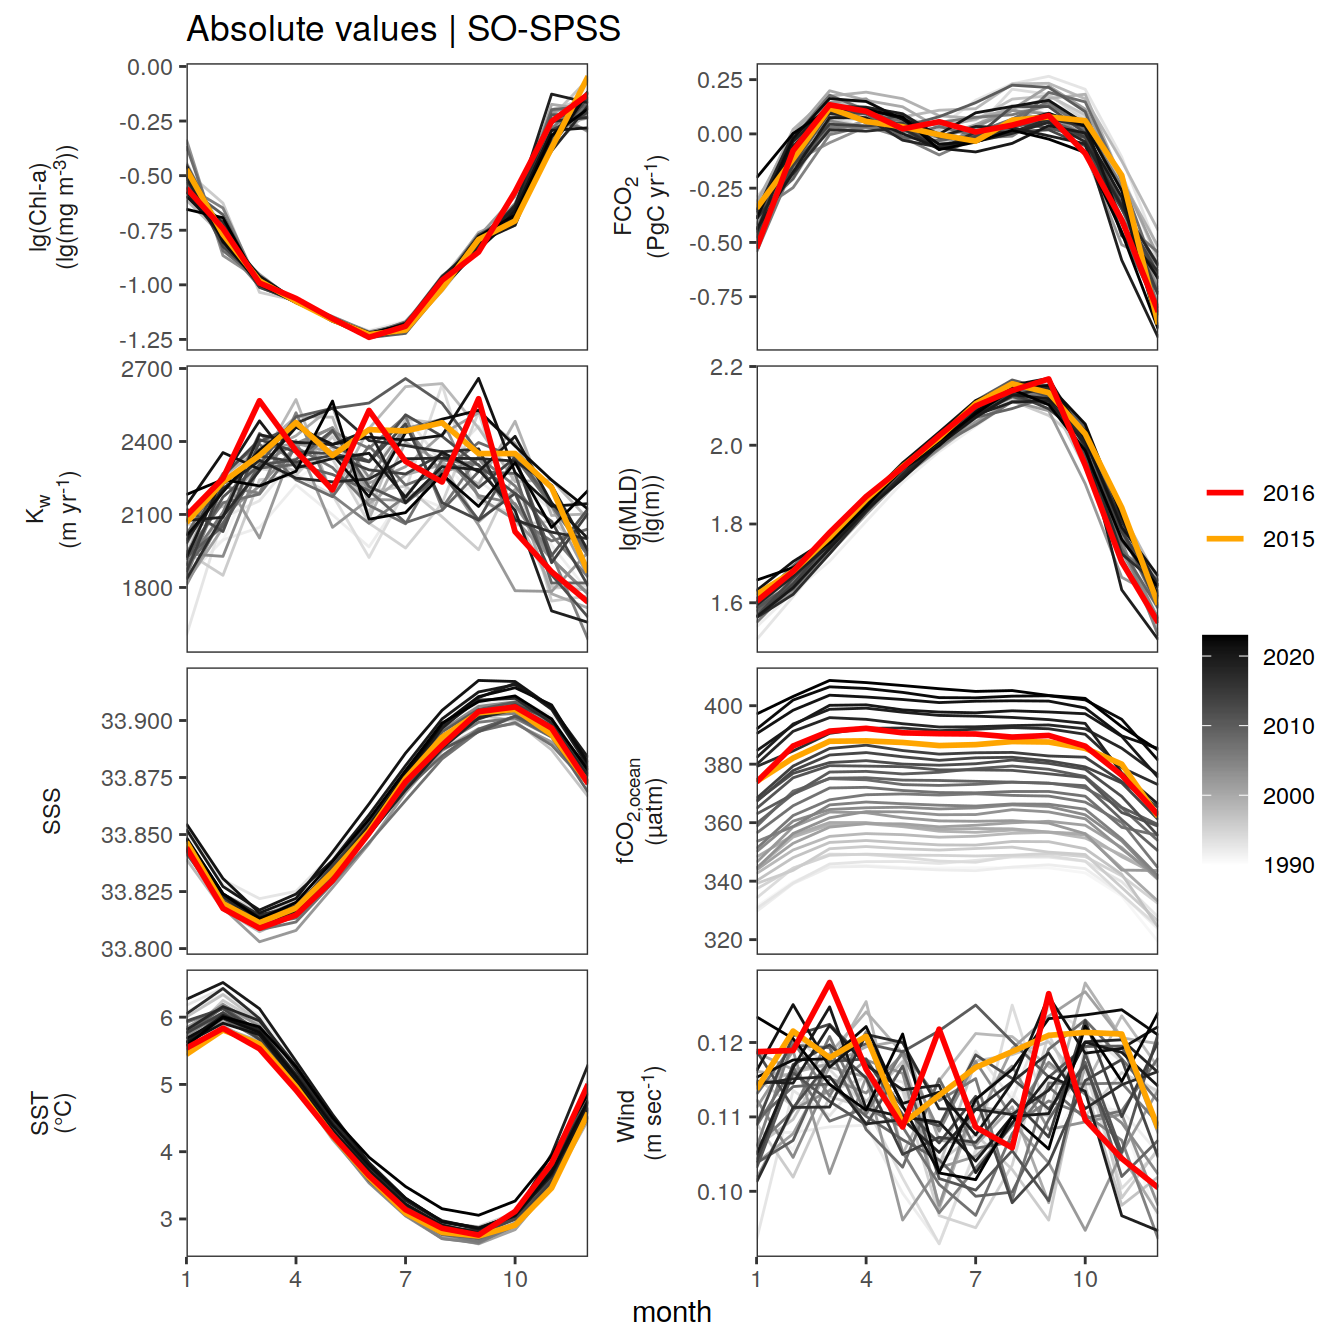 Absolute values | SO-SPSS
lg(Chl-a)
(lg(mg m⁻³))
0.00
-0.25
-0.50
-0.75
-1.00
-1.25
FCO₂
(PgC yr⁻¹)
0.25
0.00
-0.25
-0.50
-0.75
K_w
(m yr⁻¹)
2700
2400
2100
1800
lg(MLD)
(lg(m))
2.2
2.0
1.8
1.6
SSS
33.900
33.875
33.850
33.825
33.800
fCO₂,ocean
(µatm)
400
380
360
340
320
SST
(°C)
6
5
4
3
1 4 7 10
Wind
(m sec⁻¹)
0.12
0.11
0.10
1 4 7 10
month
2016
2015
2020
2010
2000
1990